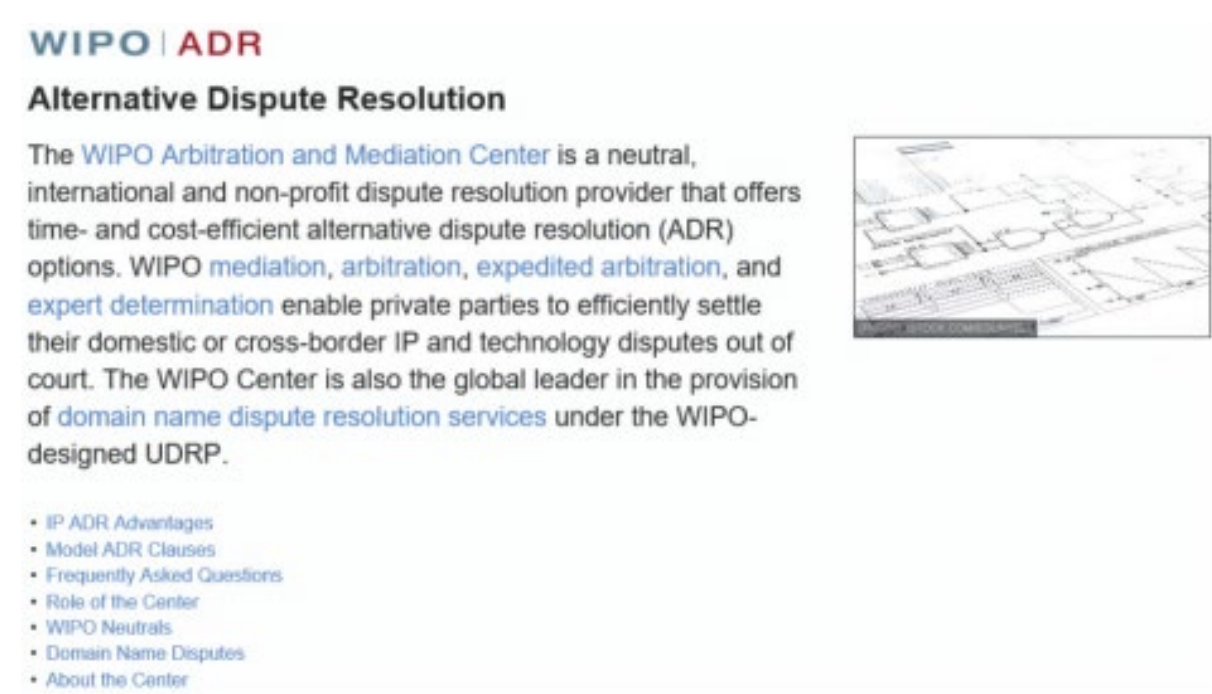 WIPO | ADR
Alternative Dispute Resolution
The WIPO Arbitration and Mediation Center is a neutral,
international and non-profit dispute resolution provider that offers
time- and cost-efficient alternative dispute resolution (ADR)
options. WIPO mediation, arbitration, expedited arbitration, and
expert determination enable private parties to efficiently settle
their domestic or cross-border IP and technology disputes out of
court. The WIPO Center is also the global leader in the provision
of domain name dispute resolution services under the WIPO-
designed UDRP.
• IP ADR Advantages
• Model ADR Clauses
• Frequently Asked Questions
• Role of the Center
• WIPO Neutrals
• Domain Name Disputes
• About the Center